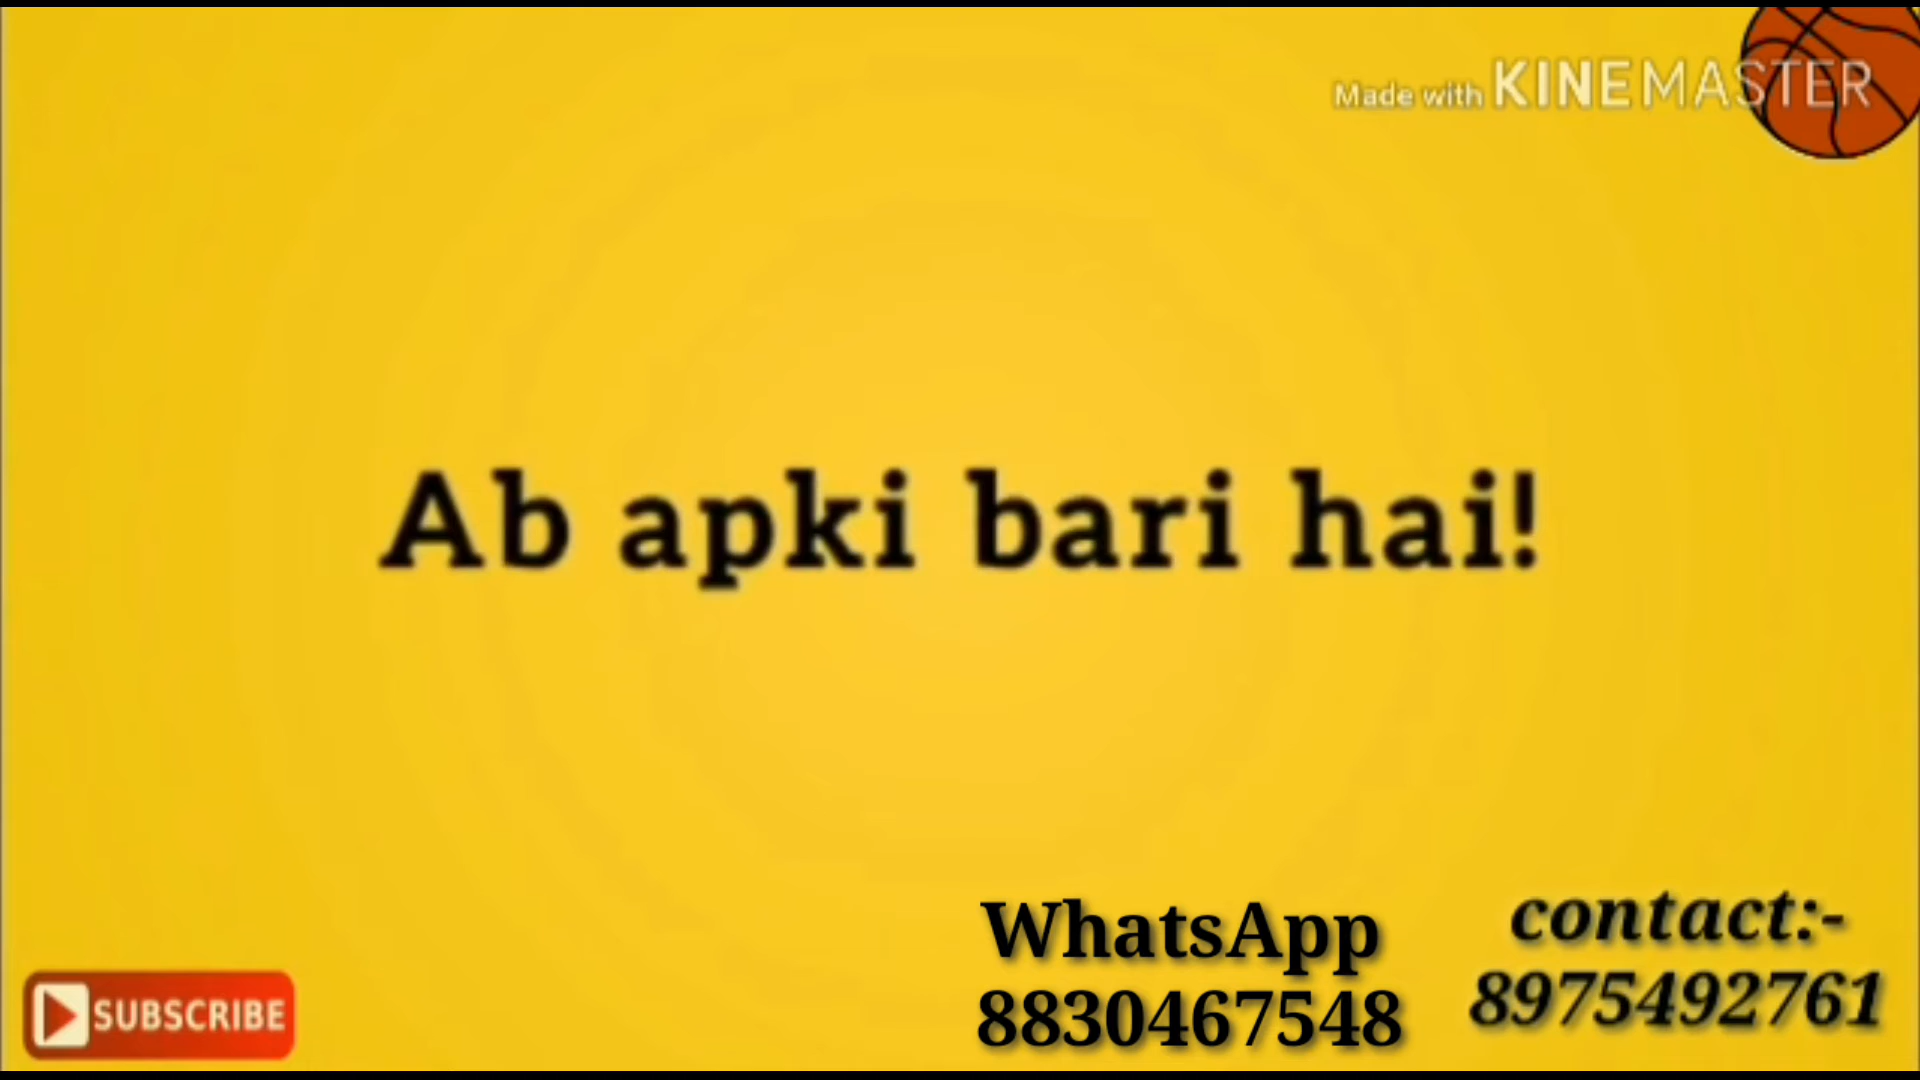 Made with KINEMASTER
Ab apki bari hai!
WhatsApp
8830467548
contact:-
8975492761
SUBSCRIBE